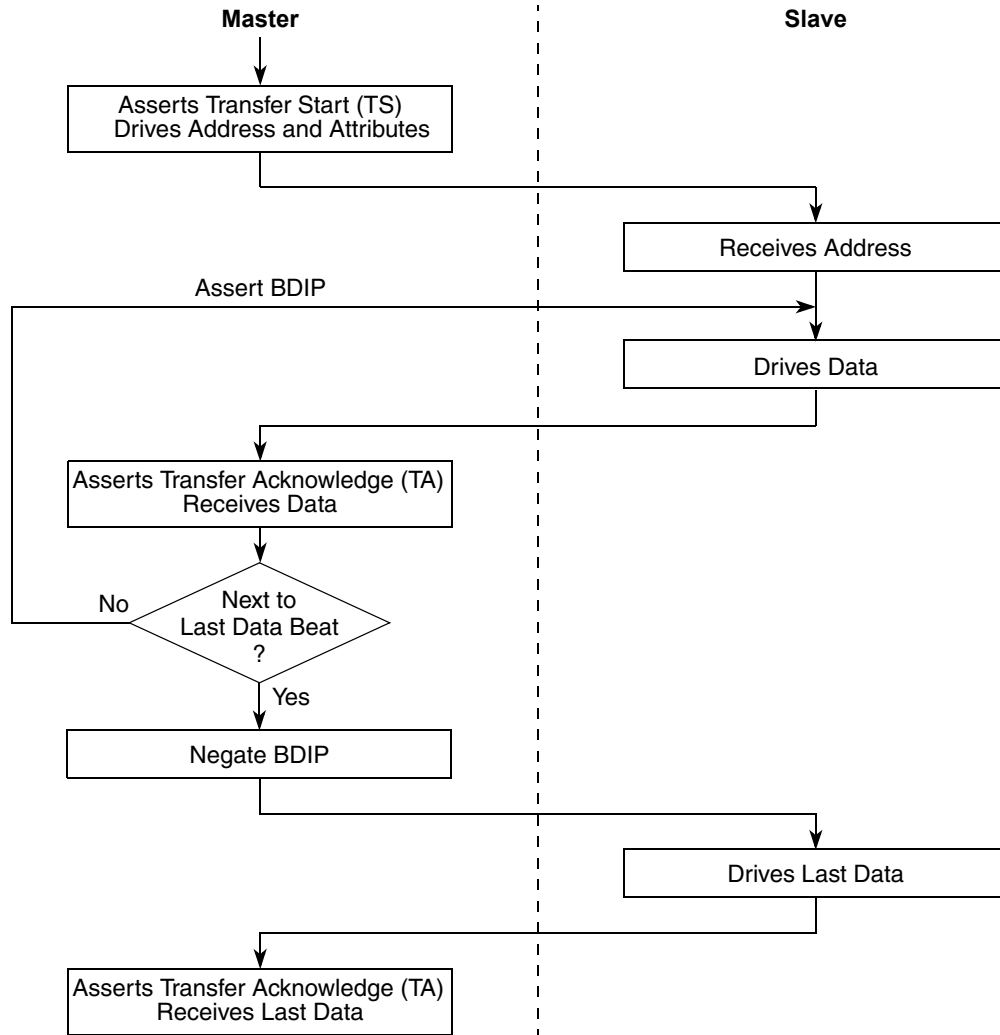 Master
Slave
Asserts Transfer Start (TS)
Drives Address and Attributes
Receives Address
Assert BDIP
Drives Data
Asserts Transfer Acknowledge (TA)
Receives Data
No
Next to
Last Data Beat
?
Yes
Negate BDIP
Drives Last Data
Asserts Transfer Acknowledge (TA)
Receives Last Data